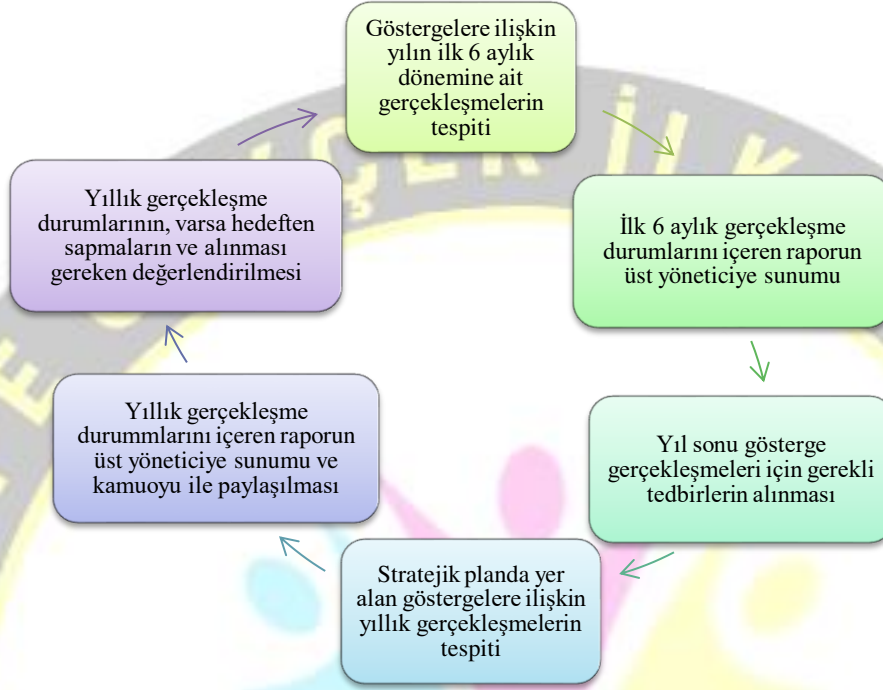 Göstergelere ilişkin
yılın ilk 6 aylık
dönemine ait
gerçekleşmelerin
tespiti
İlk 6 aylık gerçekleşme
durumlarını içeren raporun
üst yöneticiye sunumu
Yıl sonu gösterge
gerçekleşmeleri için gerekli
tedbirlerin alınması
Stratejik planda yer
alan göstergelere ilişkin
yıllık gerçekleşmelerin
tespiti
Yıllık gerçekleşme
durummlarını içeren raporun
üst yöneticiye sunumu ve
kamuoyu ile paylaşılması
Yıllık gerçekleşme
durumlarının, varsa hedeften
sapmaların ve alınması
gereken değerlendirilmesi